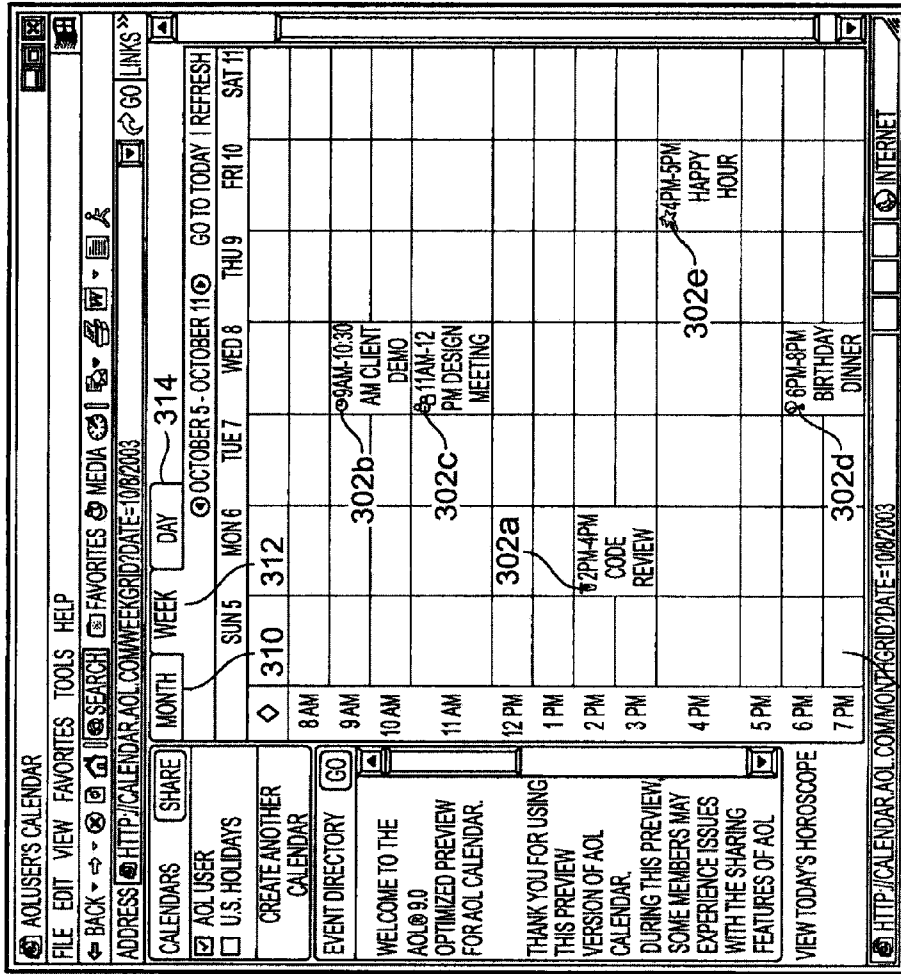 AOLUSER'S CALENDAR
FILE EDIT VIEW FAVORITES TOOLS HELP
BACK SEARCH FAVORITES MEDIA W
ADDRESS HTTP://CALENDAR.AOL.COM/WEEKGRID?DATE=10/8/2003 GO LINKS »
CALENDARS SHARE
AOL USER
U.S. HOLIDAYS
CREATE ANOTHER
CALENDAR
EVENT DIRECTORY GO
WELCOME TO THE
AOL® 9.0
OPTIMIZED PREVIEW
FOR AOL CALENDAR.
THANK YOU FOR USING
THIS PREVIEW
VERSION OF AOL
CALENDAR.
DURING THIS PREVIEW,
SOME MEMBERS MAY
EXPERIENCE ISSUES
WITH THE SHARING
FEATURES OF AOL
VIEW TODAY'S HOROSCOPE
MONTH WEEK DAY 314
OCTOBER 5 - OCTOBER 11 GO TO TODAY | REFRESH
SUN 5 MON 6 TUE 7 WED 8 THU 9 FRI 10 SAT 11
310 312
8 AM
9 AM
10 AM
11 AM
12 PM
1 PM
2 PM
3 PM
4 PM
5 PM
6 PM
7 PM
9AM-10:30
AM CLIENT
DEMO
302b
11AM-12
PM DESIGN
MEETING
302c
302a
2PM-4PM
CODE
REVIEW
4PM-5PM
HAPPY
HOUR
302e
6PM-8PM
BIRTHDAY
DINNER
302d
HTTP://CALENDAR.AOL.COM/MONTHGRID?DATE=10/8/2003 INTERNET